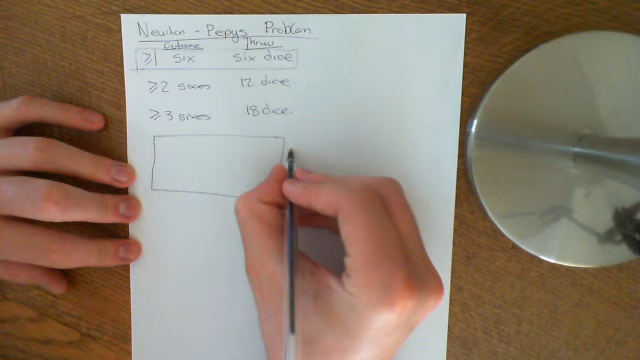 Newton - Pepys Problem
Outcome Throw
≥1 six six dice
≥2 sixes 12 dice
≥3 sixes 18 dice.